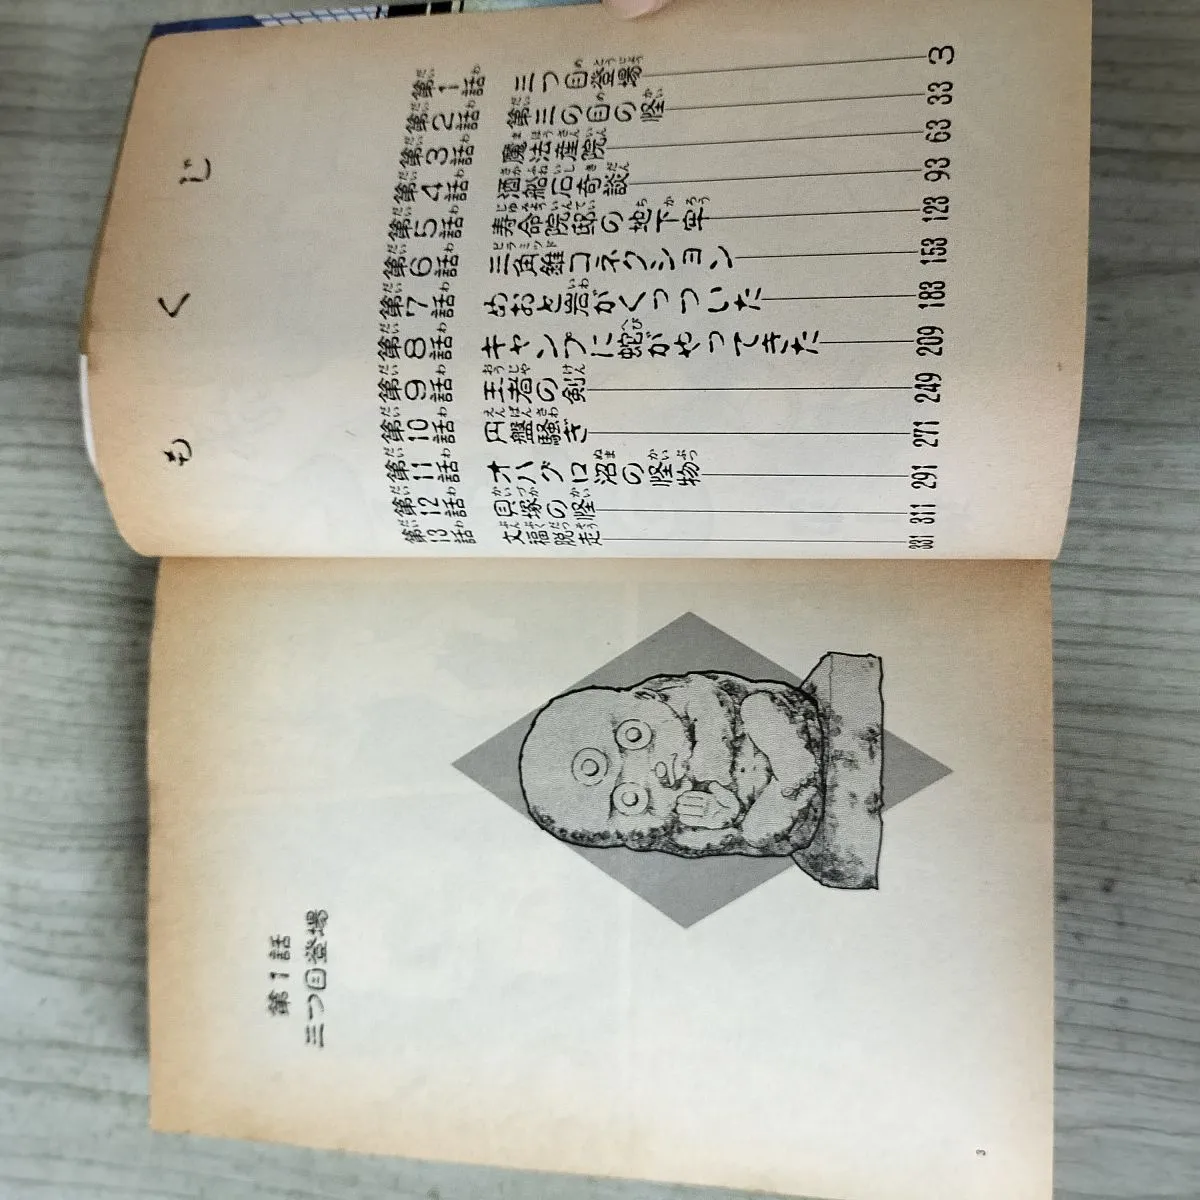 もくじ
第1話 三つ目登場 3
第2話 第三の目の怪 33
第3話 魔法産院 63
第4話 酒船石奇談 93
第5話 寿命院邸の地下牢 123
第6話 三角錐コネクション 153
第7話 めおと岩がくっついた 183
第8話 キャンプに蛇がやってきた 209
第9話 王者の剣 249
第10話 円盤騒ぎ 271
第11話 オハグロ沼の怪物 291
第12話 貝塚の怪 311
第13話 文福脱走 331
第1話
三つ目登場
3